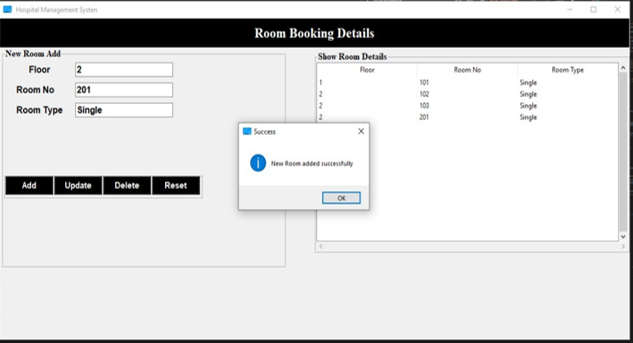 Hospital Management Systen
Room Booking Details
New Room Add
Floor 2
Room No 201
Room Type Single
Add Update Delete Reset
Show Room Details
Floor Room No Room Type
1 101 Single
2 102 Single
2 103 Single
2 201 Single
Success
New Room added successfully
OK